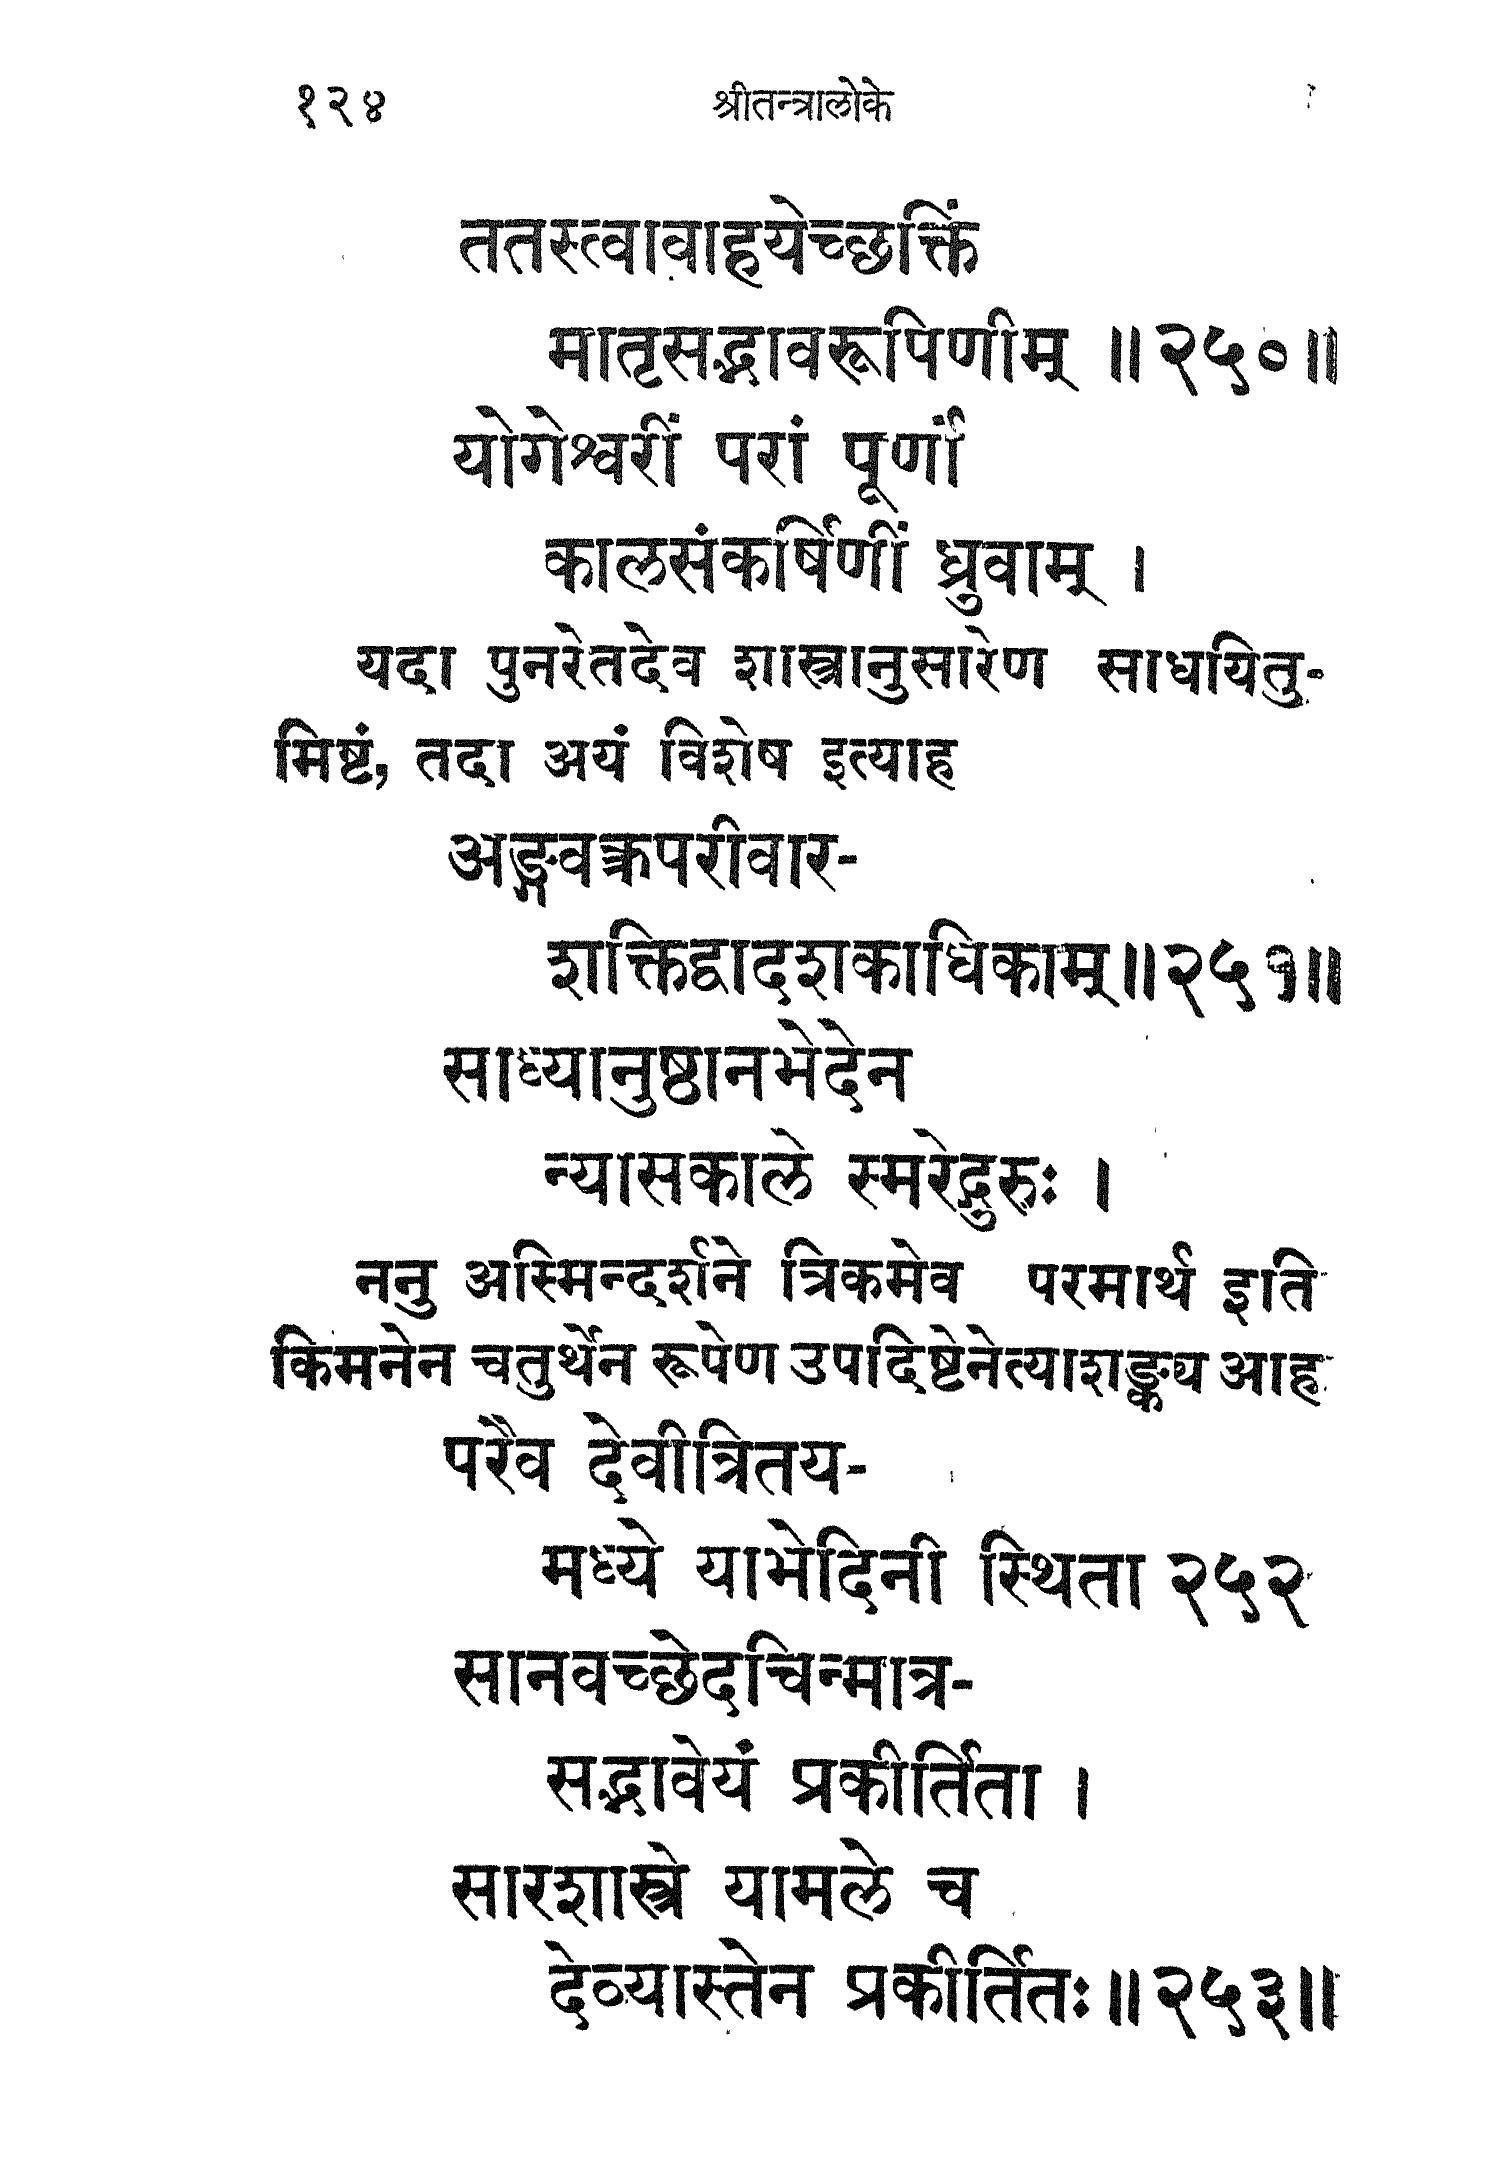 १२४ श्रीतन्त्रालोके
ततस्त्वावाहयेच्छक्तिं
मातृसद्भावरूपिणीम् ॥ २५० ॥
योगेश्वरीं परां पूर्णां
कालसंकर्षिणीं ध्रुवाम् ।
यदा पुनरेतदेव शास्त्रानुसारेण साधयितु-
मिष्टं, तदा अयं विशेष इत्याह
अङ्गवक्त्रपरीवार-
शक्तिद्वादशकाधिकाम् ॥ २५१ ॥
साध्यानुष्ठानभेदेन
न्यासकाले स्मरेद्गुरुः ।
ननु अस्मिन्दर्शने त्रिकमेव परमार्थ इति
किमनेन चतुर्थेन रूपेण उपदिष्टेनेत्याशङ्क्य आह
परैव देवीत्रितय-
मध्ये याभेदिनी स्थिता २५२
सानवच्छेदचिन्मात्र-
सद्भावेयं प्रकीर्तिता ।
सारशास्त्रे यामले च
देव्यास्तेन प्रकीर्तितः ॥ २५३ ॥